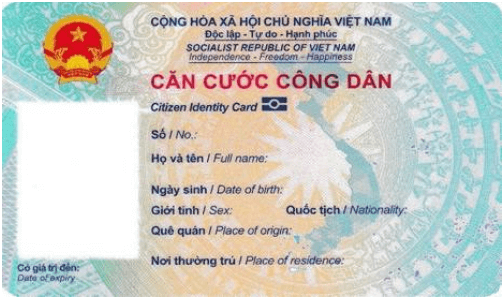 CỘNG HÒA XÃ HỘI CHỦ NGHĨA VIỆT NAM
Độc lập - Tự do - Hạnh phúc
SOCIALIST REPUBLIC OF VIET NAM
Independence - Freedom - Happiness
CĂN CƯỚC CÔNG DÂN
Citizen Identity Card
Số / No.:
Họ và tên / Full name:
Ngày sinh / Date of birth:
Giới tính / Sex: Quốc tịch / Nationality:
Quê quán / Place of origin:
Nơi thường trú / Place of residence:
Có giá trị đến:
Date of expiry